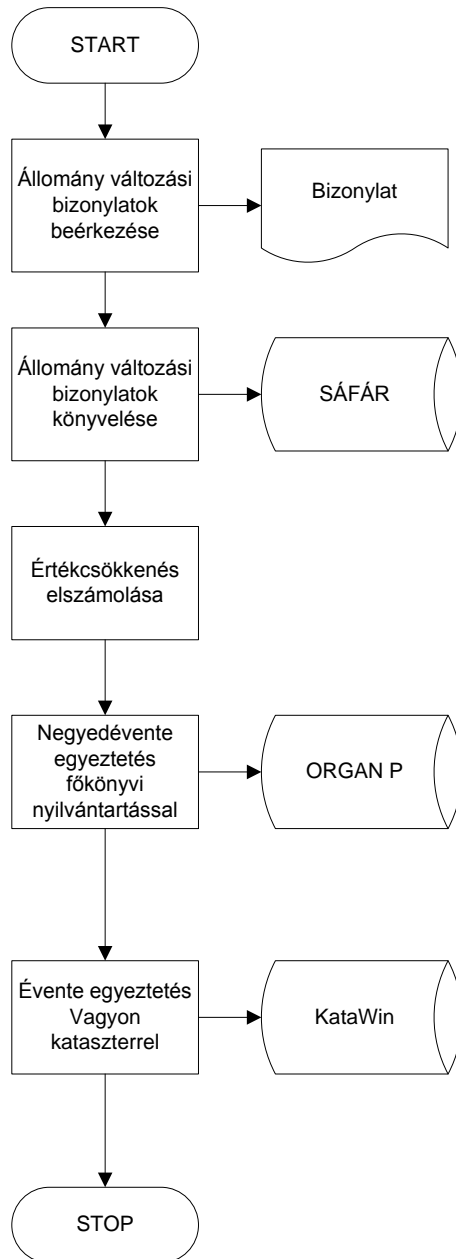 START
Állomány változási
bizonylatok
beérkezése
Bizonylat
Állomány változási
bizonylatok
könyvelése
SÁFÁR
Értékcsökkenés
elszámolása
Negyedévente
egyeztetés
főkönyvi
nyilvántartással
ORGAN P
Évente egyeztetés
Vagyon
kataszterrel
KataWin
STOP